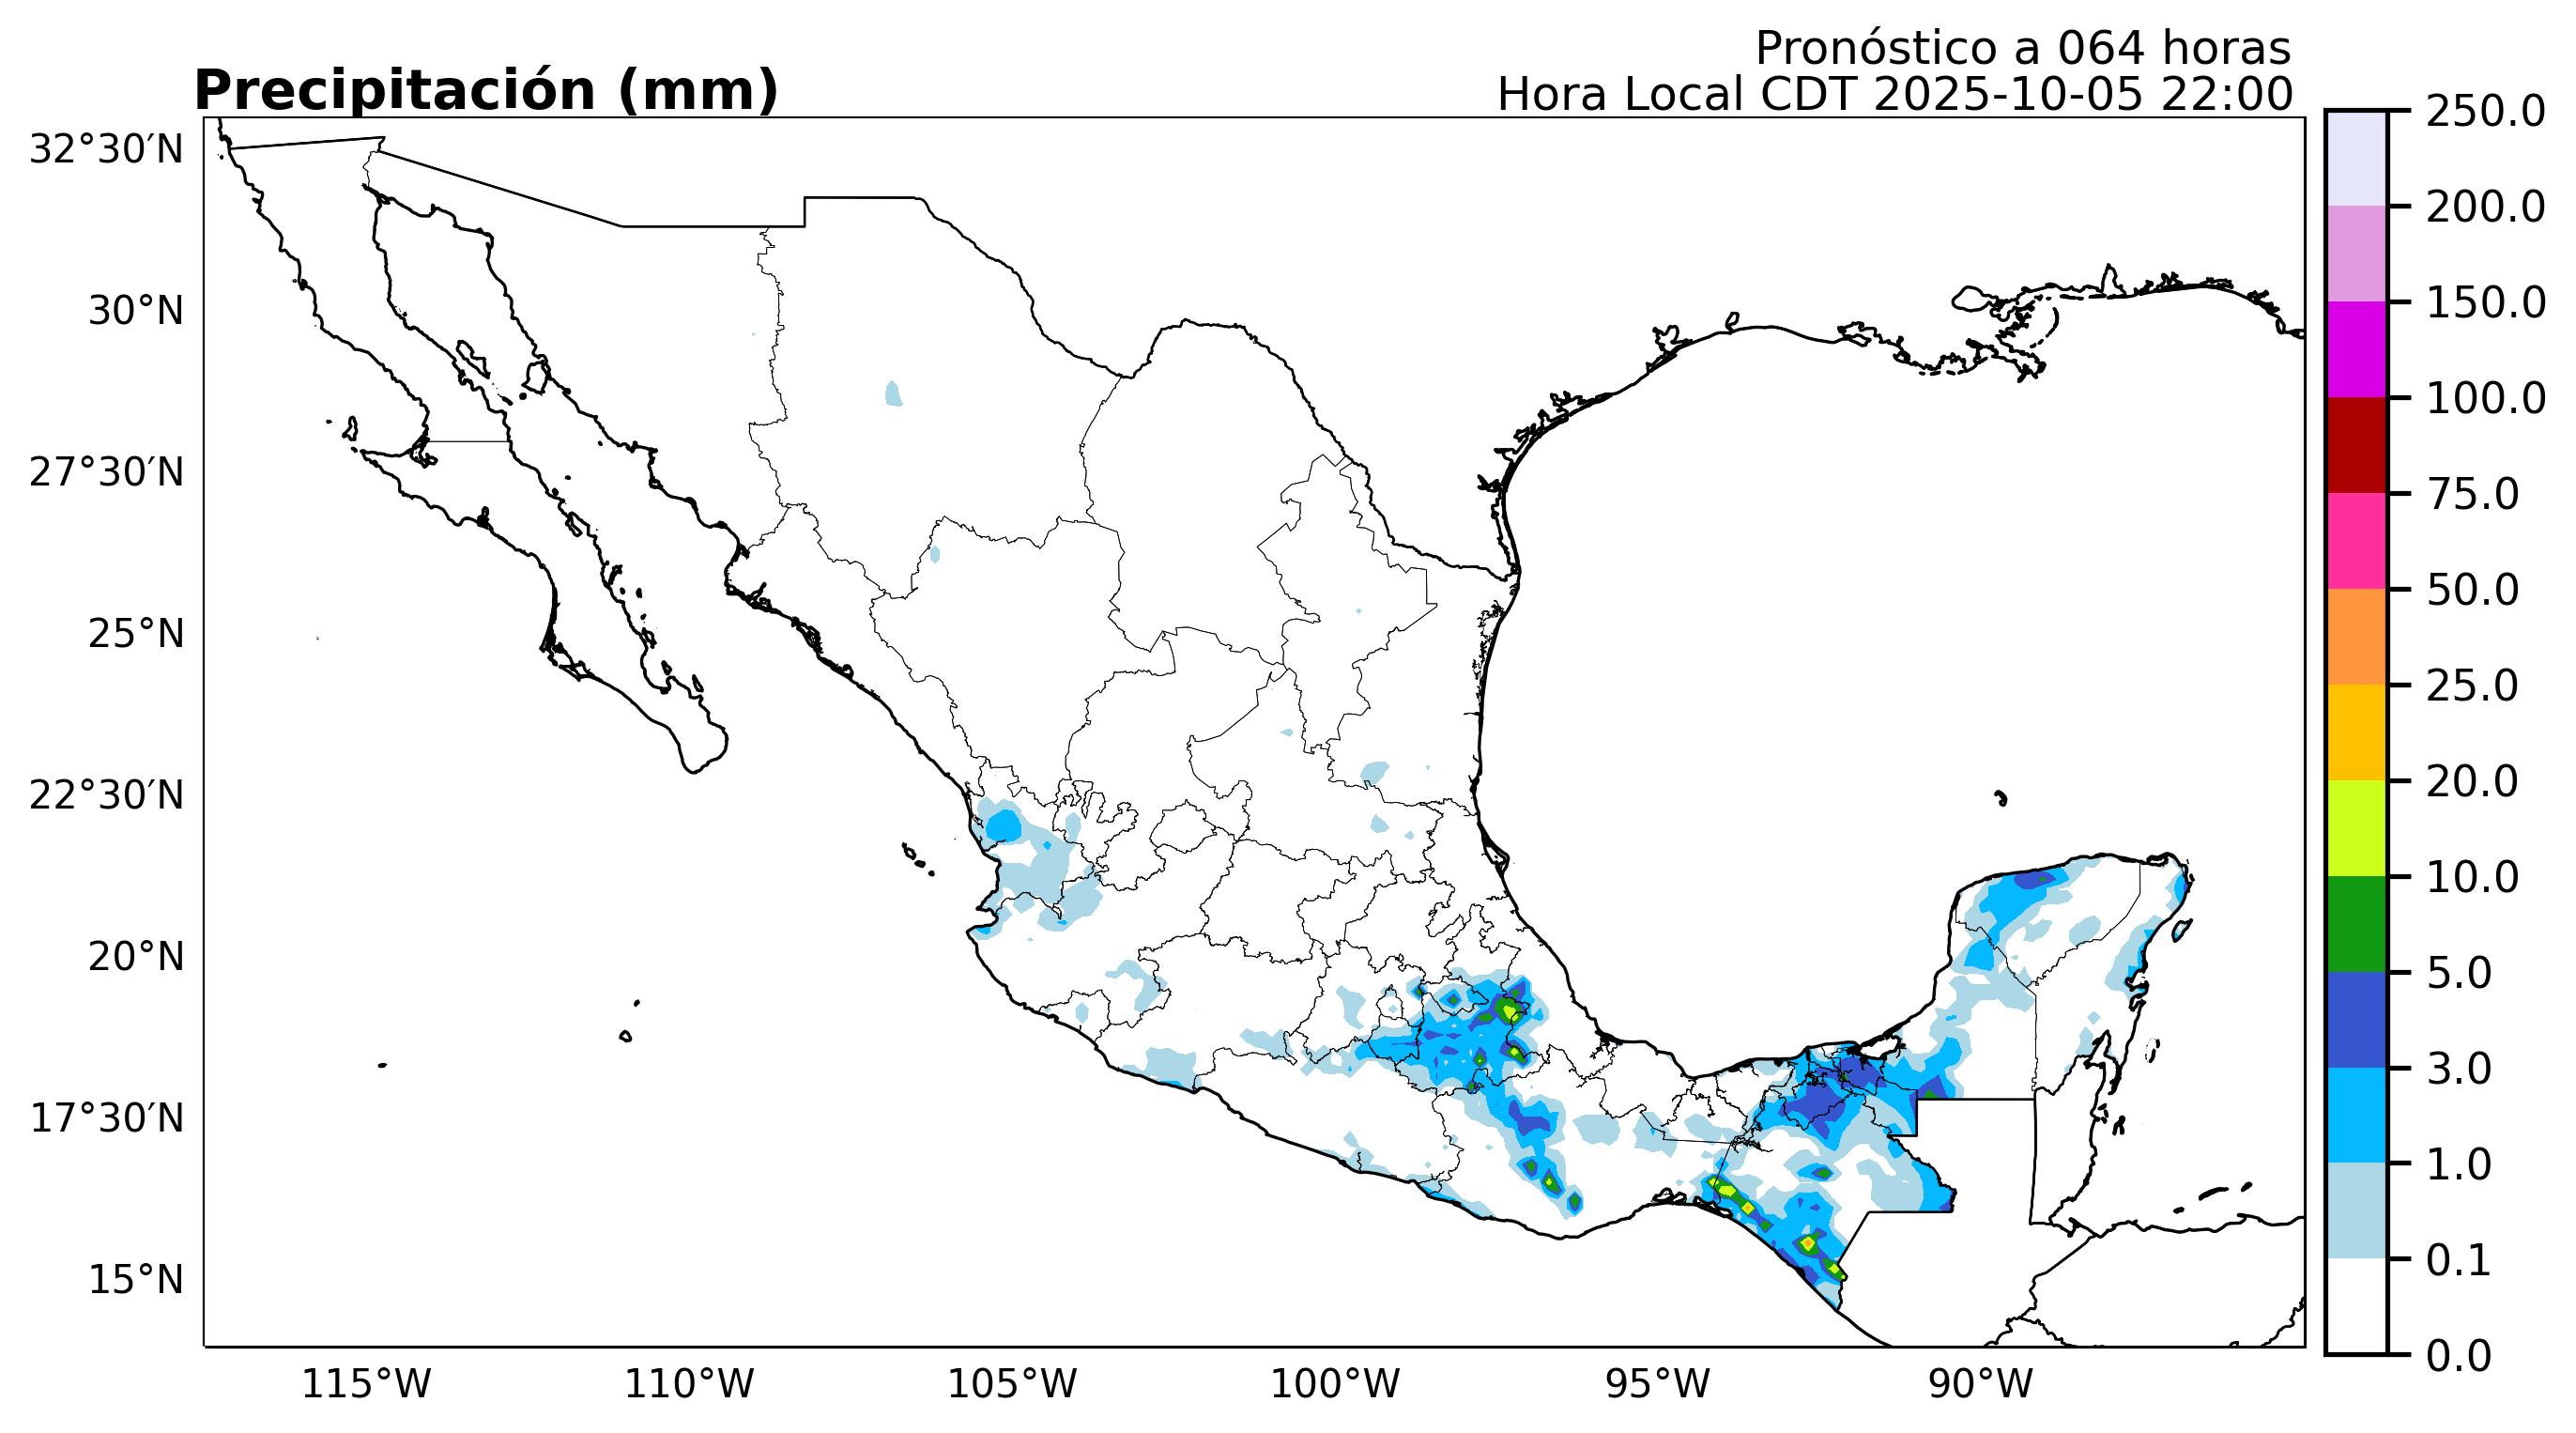 Pronóstico a 064 horas
Precipitación (mm)
Hora Local CDT 2025-10-05 22:00
32°30′N
30°N
27°30′N
25°N
22°30′N
20°N
17°30′N
15°N
115°W
110°W
105°W
100°W
95°W
90°W
250.0
200.0
150.0
100.0
75.0
50.0
25.0
20.0
10.0
5.0
3.0
1.0
0.1
0.0